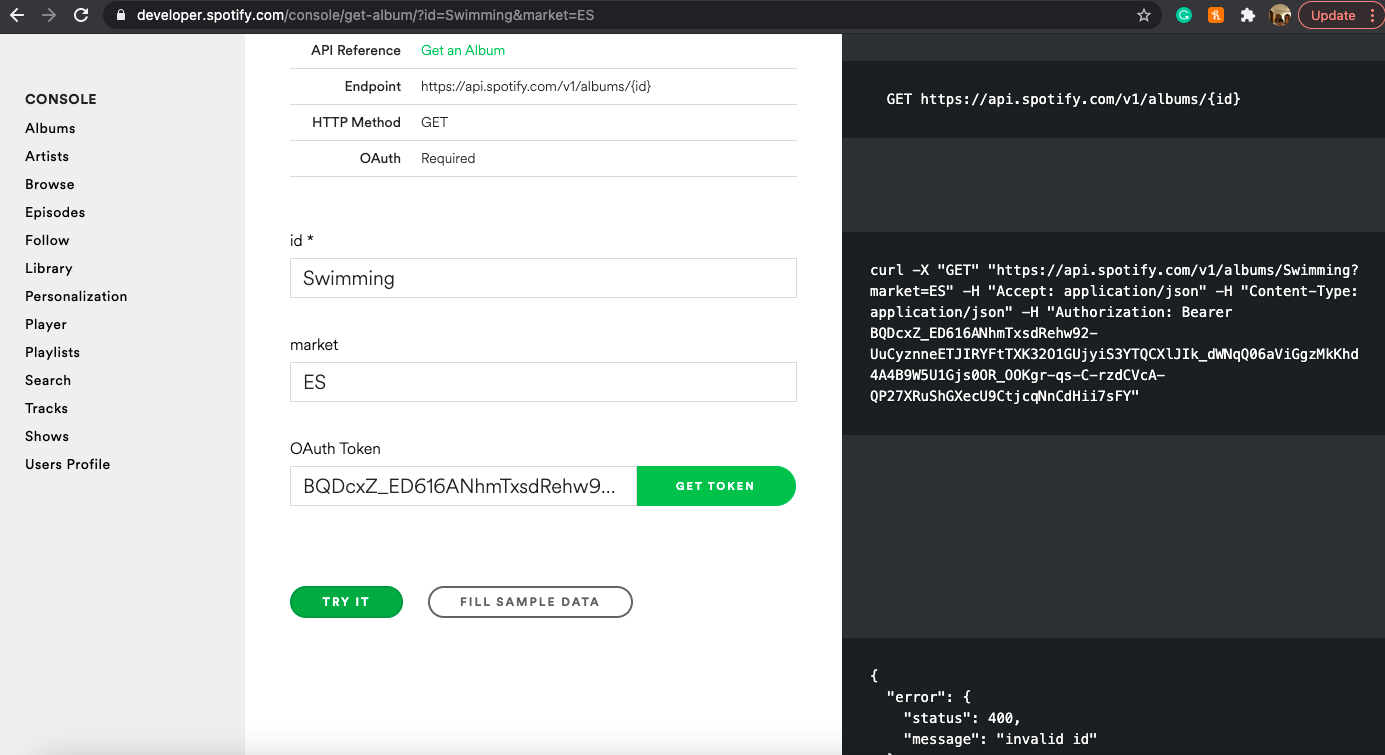 developer.spotify.com/console/get-album/?id=Swimming&market=ES
Update
CONSOLE
Albums
Artists
Browse
Episodes
Follow
Library
Personalization
Player
Playlists
Search
Tracks
Shows
Users Profile
API Reference Get an Album
Endpoint https://api.spotify.com/v1/albums/{id}
HTTP Method GET
OAuth Required
id *
Swimming
market
ES
OAuth Token
BQDcxZ_ED616ANhmTxsdRehw9...
GET TOKEN
TRY IT
FILL SAMPLE DATA
GET https://api.spotify.com/v1/albums/{id}
curl -X "GET" "https://api.spotify.com/v1/albums/Swimming?
market=ES" -H "Accept: application/json" -H "Content-Type:
application/json" -H "Authorization: Bearer
BQDcxZ_ED616ANhmTxsdRehw92-
UuCyznneETJIRYFtTXK32O1GUjyiS3YTQCXlJIk_dWNqQ06aViGgzMkKhd
4A4B9W5U1Gjs0OR_OOKgr-qs-C-rzdCVcA-
QP27XRuShGXecU9CtjcqNnCdHii7sFY"
{
"error": {
"status": 400,
"message": "invalid id"